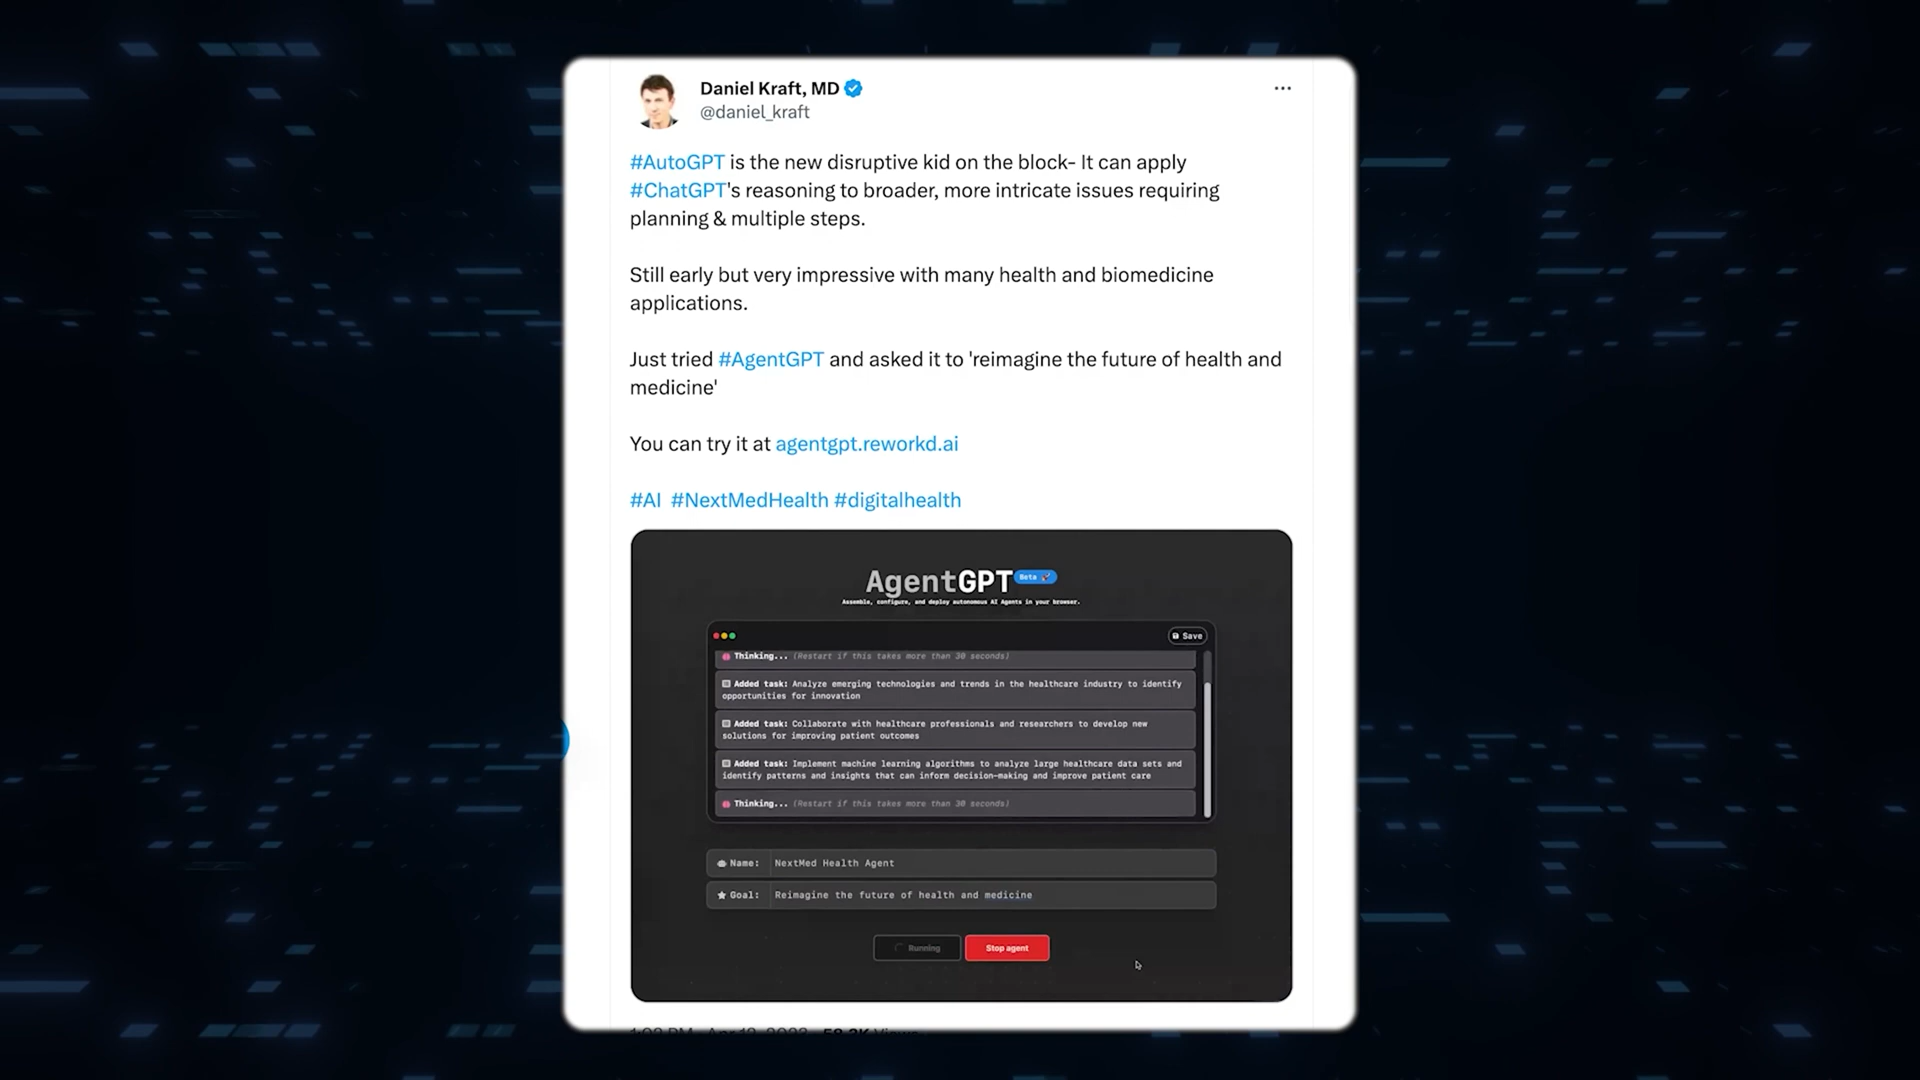 Daniel Kraft, MD
@daniel_kraft
#AutoGPT is the new disruptive kid on the block- It can apply
#ChatGPT's reasoning to broader, more intricate issues requiring
planning & multiple steps.
Still early but very impressive with many health and biomedicine
applications.
Just tried #AgentGPT and asked it to 'reimagine the future of health and
medicine'
You can try it at agentgpt.reworkd.ai
#AI #NextMedHealth #digitalhealth
AgentGPT Beta
Assemble, configure, and deploy autonomous AI Agents in your browser.
Save
Thinking... (Restart if this takes more than 30 seconds)
Added task: Analyze emerging technologies and trends in the healthcare industry to identify
opportunities for innovation
Added task: Collaborate with healthcare professionals and researchers to develop new
solutions for improving patient outcomes
Added task: Implement machine learning algorithms to analyze large healthcare data sets and
identify patterns and insights that can inform decision-making and improve patient care
Thinking... (Restart if this takes more than 30 seconds)
Name: NextMed Health Agent
Goal: Reimagine the future of health and medicine
Running Stop agent